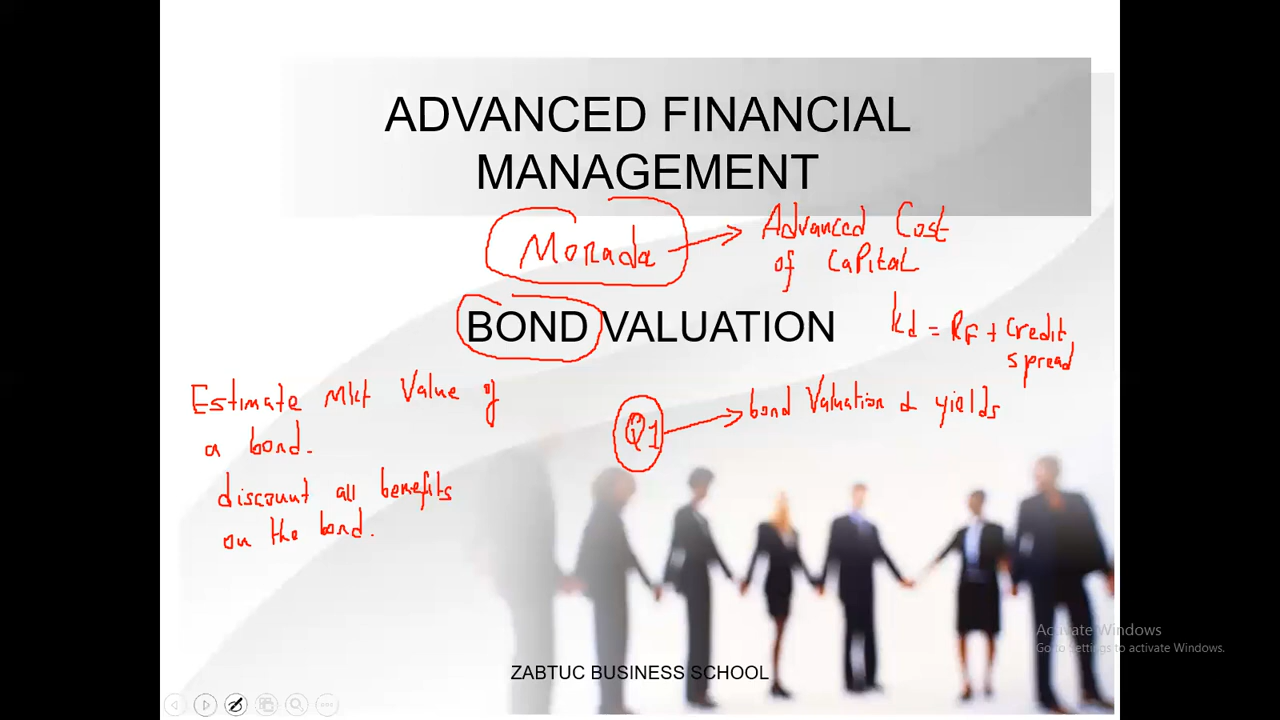 ADVANCED FINANCIAL
MANAGEMENT
Morada
Advanced Cost
of Capital
BOND VALUATION
kd = RF + Credit
spread
Estimate Mkt Value of
a bond.
discount all benefits
on the bond.
Q1
bond Valuation & yields
ZABTUC BUSINESS SCHOOL
Activate Windows
Go to Settings to activate Windows.